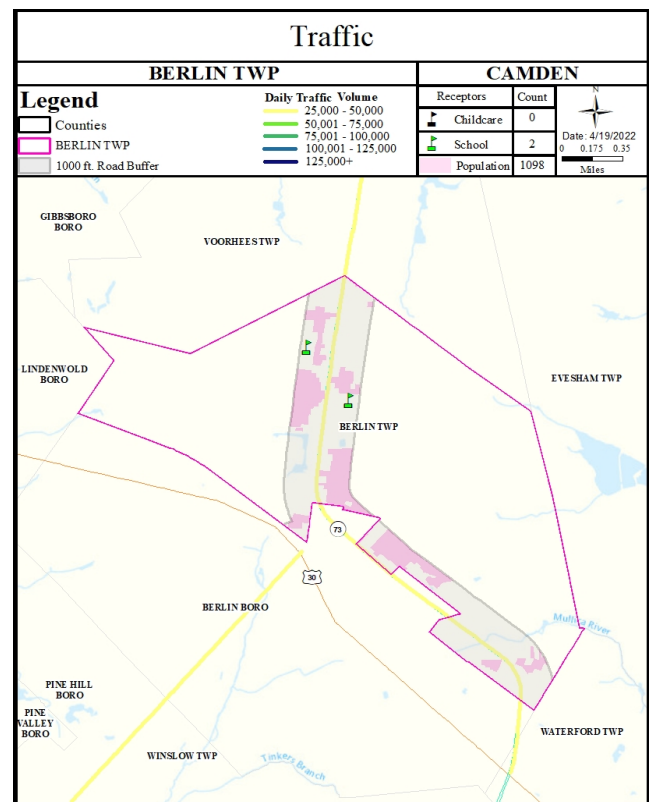 Traffic
BERLIN TWP
CAMDEN
Legend
Counties
BERLIN TWP
1000 ft. Road Buffer
Daily Traffic Volume
25,000 - 50,000
50,001 - 75,000
75,001 - 100,000
100,001 - 125,000
125,000+
Receptors Count
Childcare 0
School 2
Population 1098
N
Date: 4/19/2022
0 0.175 0.35
Miles
GIBBSBORO
BORO
VOORHEES TWP
LINDENWOLD
BORO
EVESHAM TWP
BERLIN TWP
73
30
BERLIN BORO
Mullica River
PINE HILL
BORO
PINE
VALLEY
BORO
WATERFORD TWP
WINSLOW TWP
Tinkers Branch